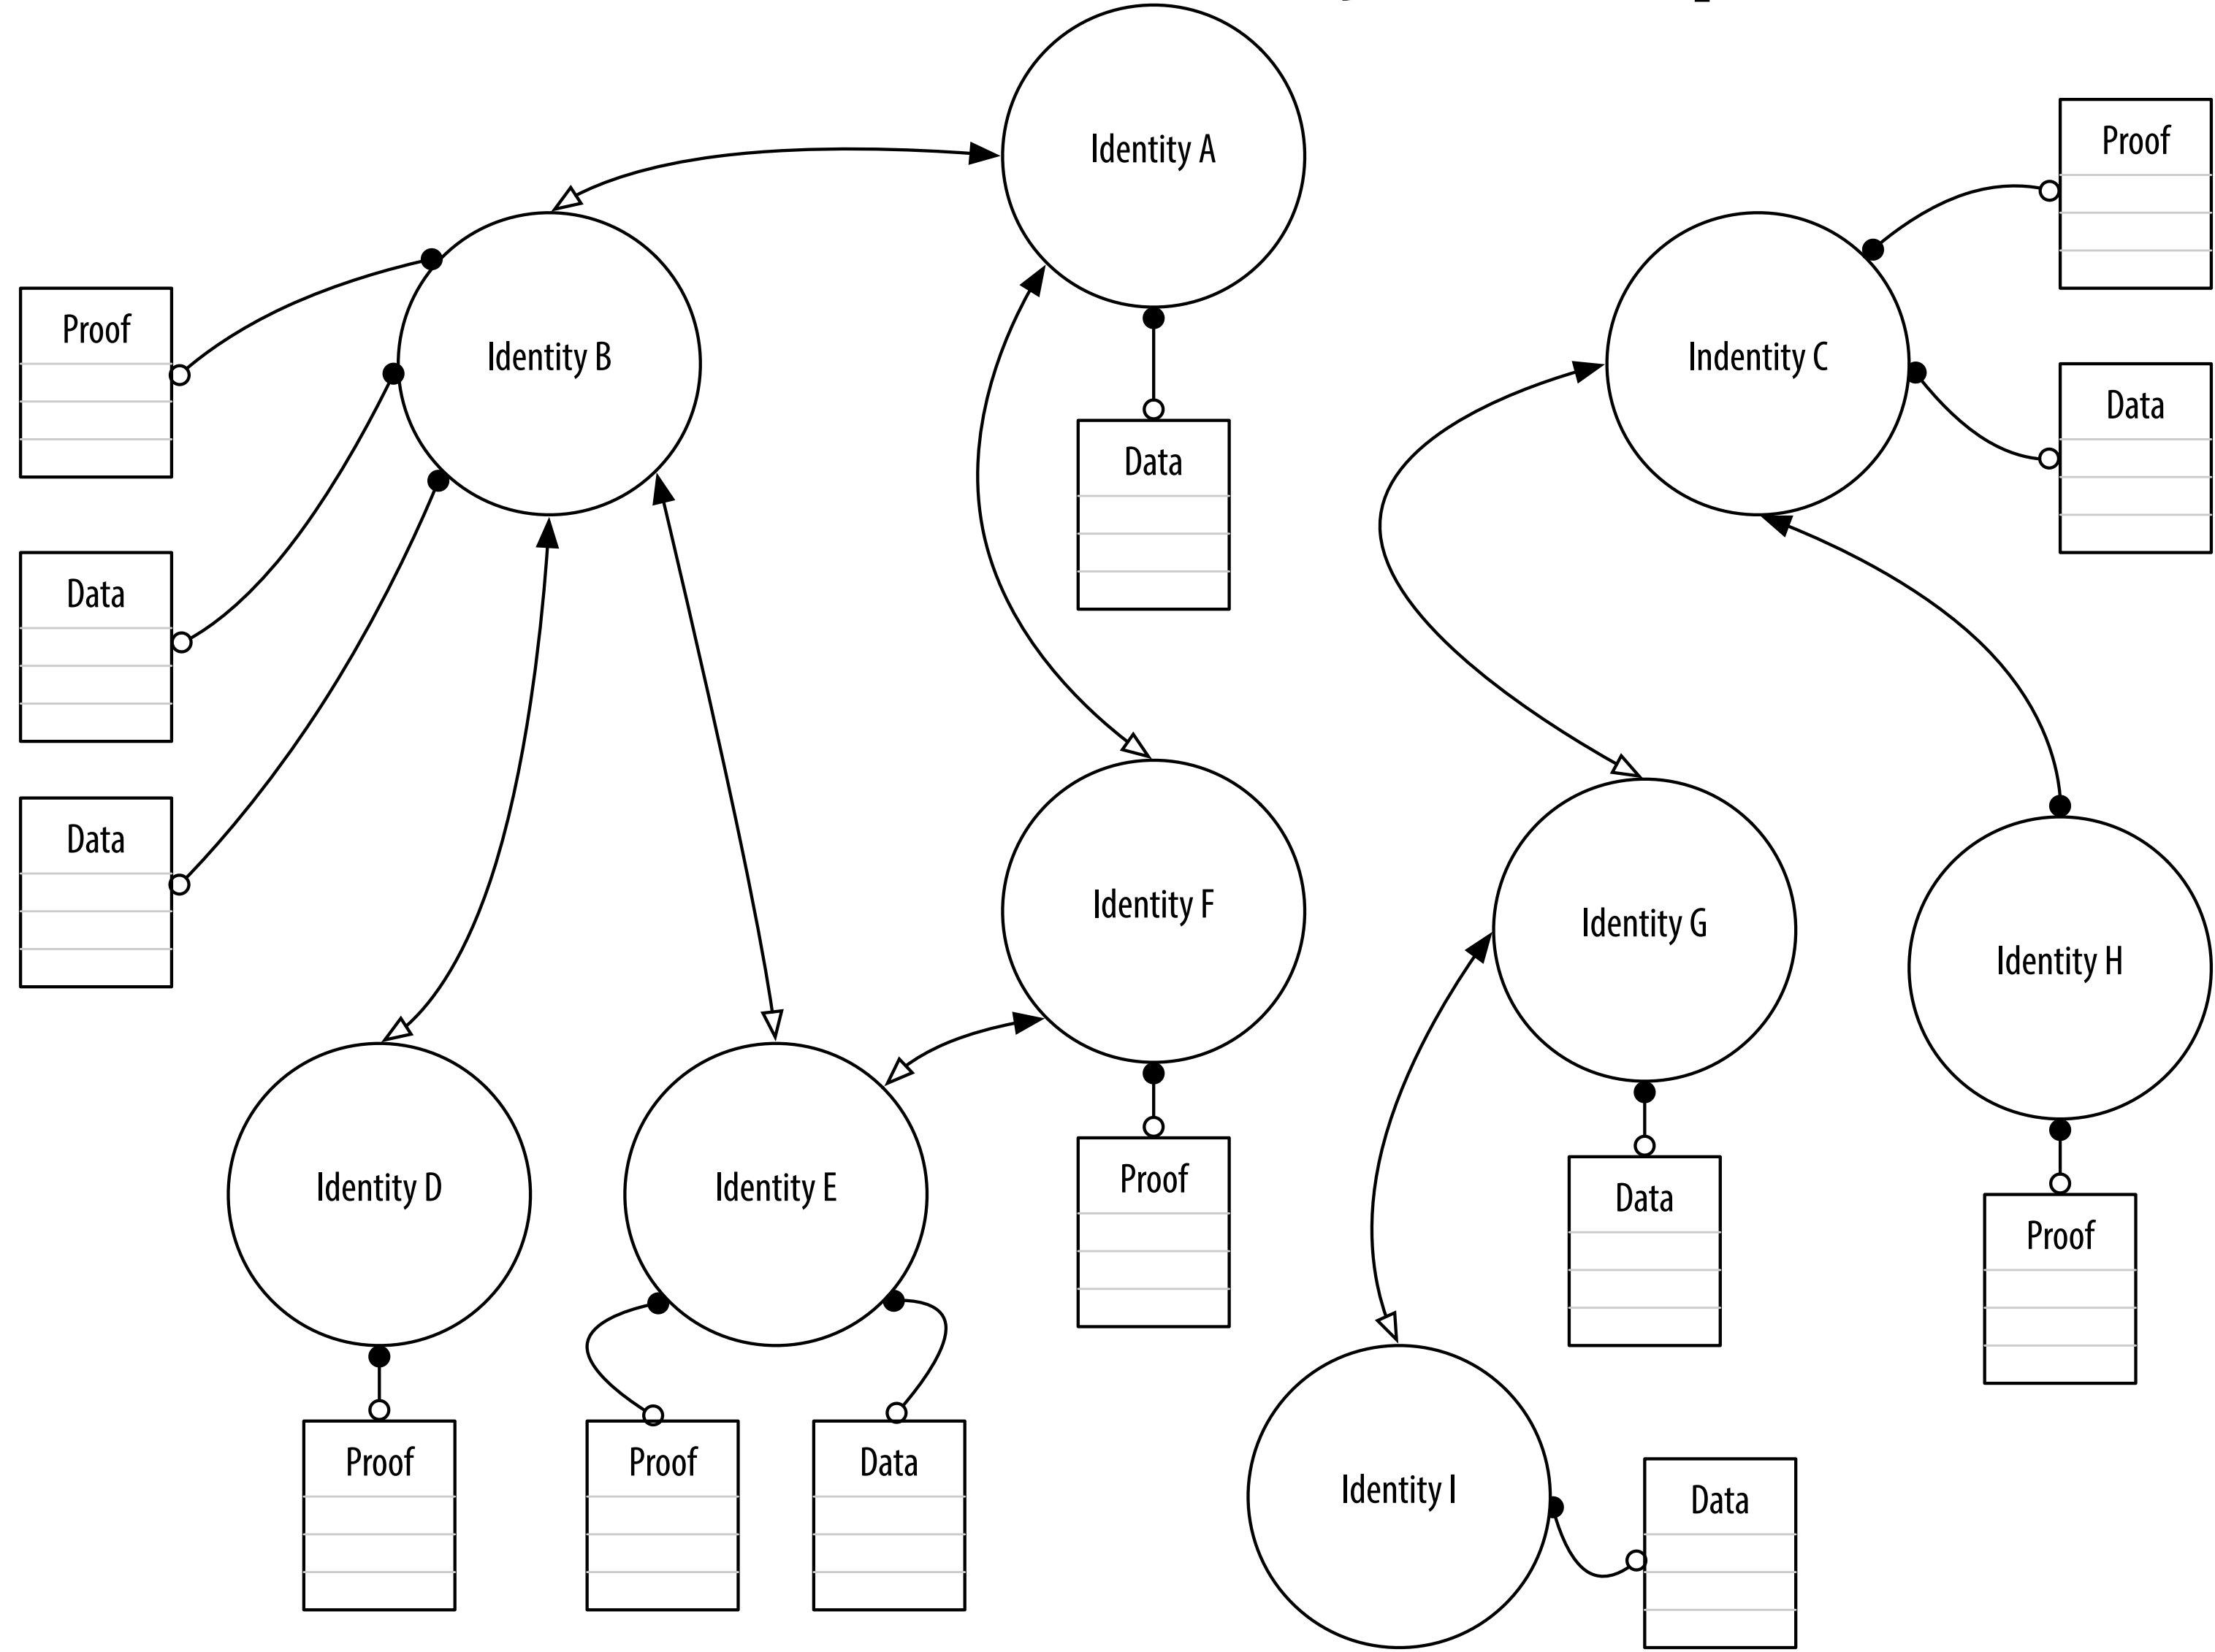 Identity A
Proof
Identity B
Indentity C
Proof
Data
Data
Data
Data
Identity F
Identity G
Identity H
Identity D
Identity E
Proof
Data
Proof
Proof
Proof
Data
Identity I
Data